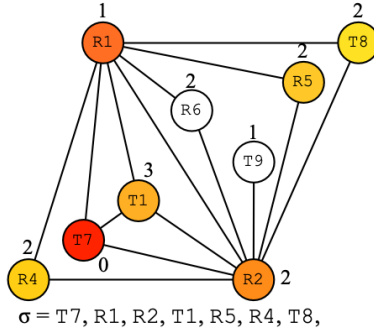 1
2
R1
T8
2
R5
2
R6
1
T9
3
T1
T7
0
2
R4
R2
2
σ = T7, R1, R2, T1, R5, R4, T8,